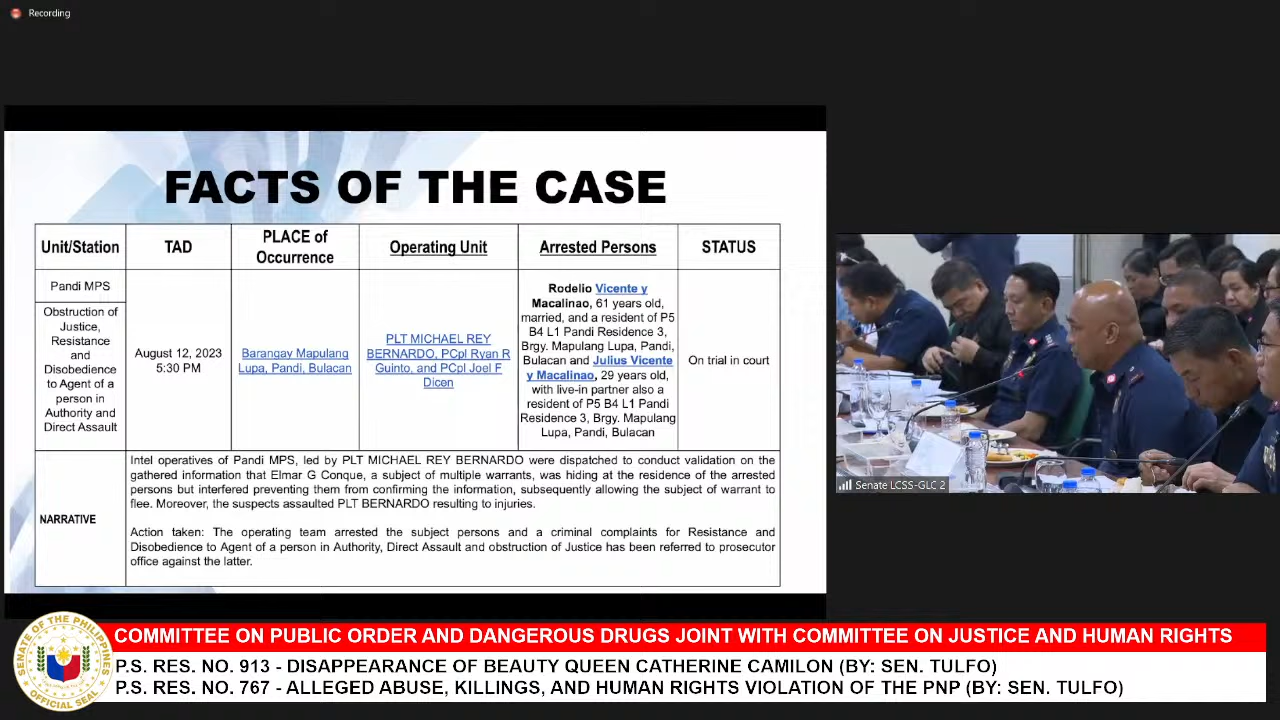 Recording
FACTS OF THE CASE
Unit/Station
TAD
PLACE of
Occurrence
Operating Unit
Arrested Persons
STATUS
Pandi MPS
Obstruction of
Justice,
Resistance
and
Disobedience
to Agent of a
person in
Authority and
Direct Assault
August 12, 2023
5:30 PM
Barangay Mapulang
Lupa, Pandi, Bulacan
PLT MICHAEL REY
BERNARDO, PCpl Ryan R
Guinto, and PCpl Joel F
Dicen
Rodelio Vicente y
Macalinao, 61 years old,
married, and a resident of P5
B4 L1 Pandi Residence 3,
Brgy. Mapulang Lupa, Pandi,
Bulacan and Julius Vicente
y Macalinao, 29 years old,
with live-in partner also a
resident of P5 B4 L1 Pandi
Residence 3, Brgy. Mapulang
Lupa, Pandi, Bulacan
On trial in court
NARRATIVE
Intel operatives of Pandi MPS, led by PLT MICHAEL REY BERNARDO were dispatched to conduct validation on the
gathered information that Elmar G Conque, a subject of multiple warrants, was hiding at the residence of the arrested
persons but interfered preventing them from confirming the information, subsequently allowing the subject of warrant to
flee. Moreover, the suspects assaulted PLT BERNARDO resulting to injuries.
Action taken: The operating team arrested the subject persons and a criminal complaints for Resistance and
Disobedience to Agent of a person in Authority, Direct Assault and obstruction of Justice has been referred to prosecutor
office against the latter.
Senate LCSS-GLC 2
SENATE OF THE PHILIPPINES
OFFICIAL SEAL
COMMITTEE ON PUBLIC ORDER AND DANGEROUS DRUGS JOINT WITH COMMITTEE ON JUSTICE AND HUMAN RIGHTS
P.S. RES. NO. 913 - DISAPPEARANCE OF BEAUTY QUEEN CATHERINE CAMILON (BY: SEN. TULFO)
P.S. RES. NO. 767 - ALLEGED ABUSE, KILLINGS, AND HUMAN RIGHTS VIOLATION OF THE PNP (BY: SEN. TULFO)